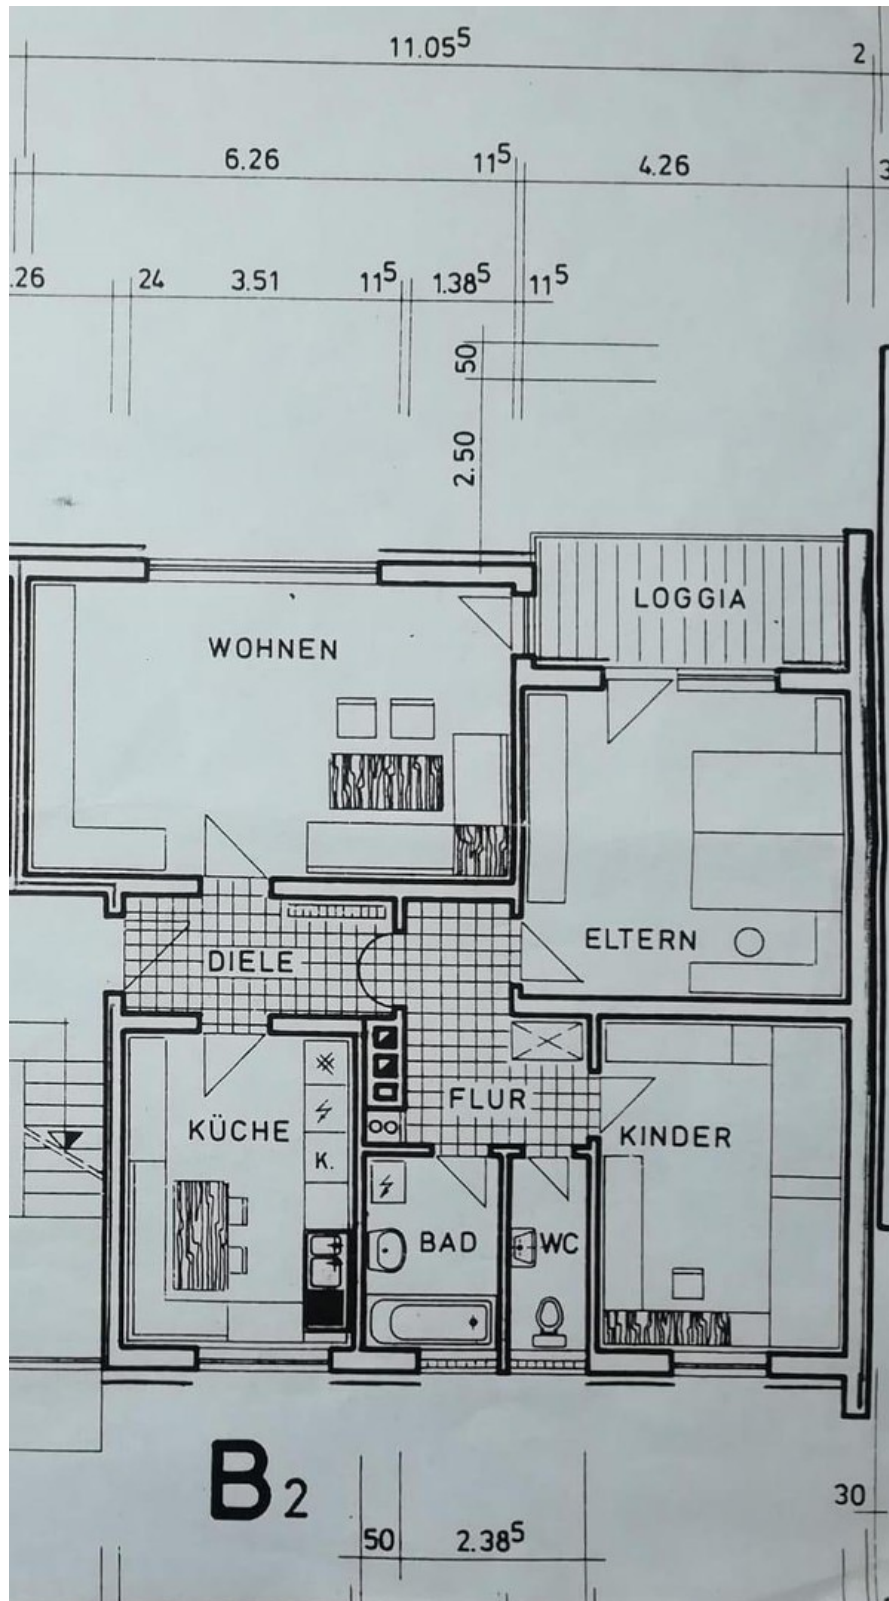 11.05⁵ 2
6.26 11⁵ 4.26 3
.26 24 3.51 11⁵ 1.38⁵ 11⁵
50
2.50
LOGGIA
WOHNEN
ELTERN
DIELE
FLUR
KÜCHE
KINDER
K.
BAD
WC
B₂
30
50 2.38⁵